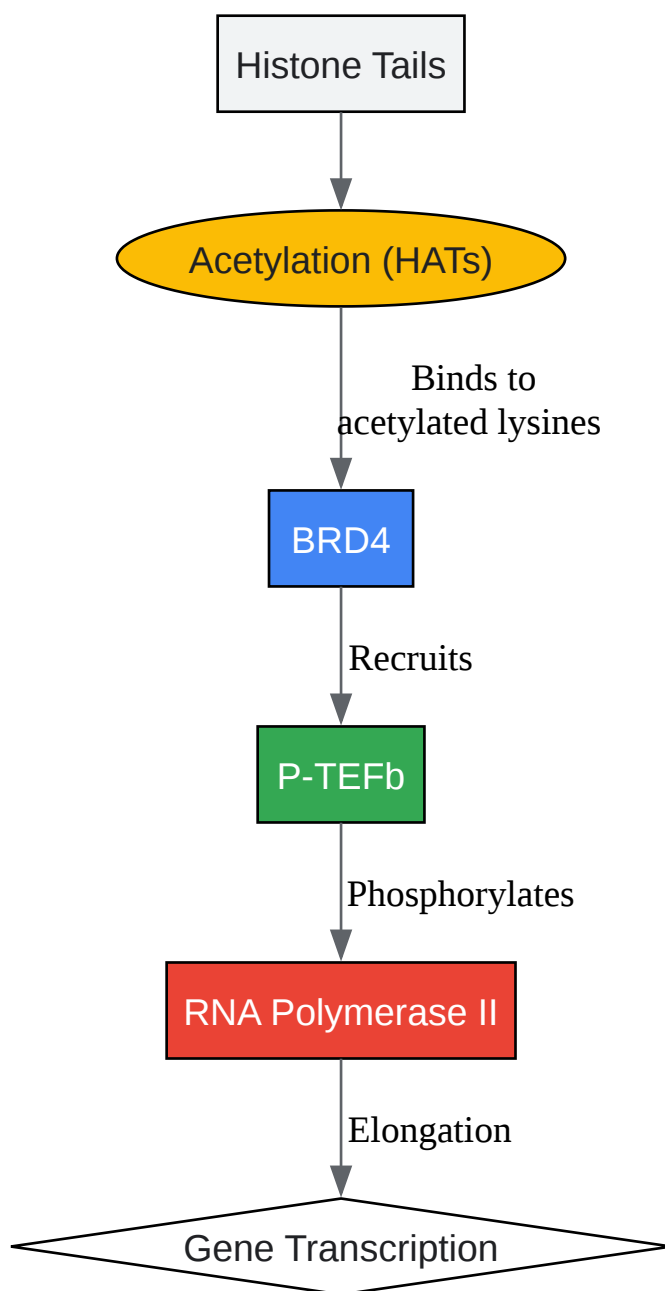 Histone Tails
Acetylation (HATs)
Binds to
acetylated lysines
BRD4
Recruits
P-TEFb
Phosphorylates
RNA Polymerase II
Elongation
Gene Transcription